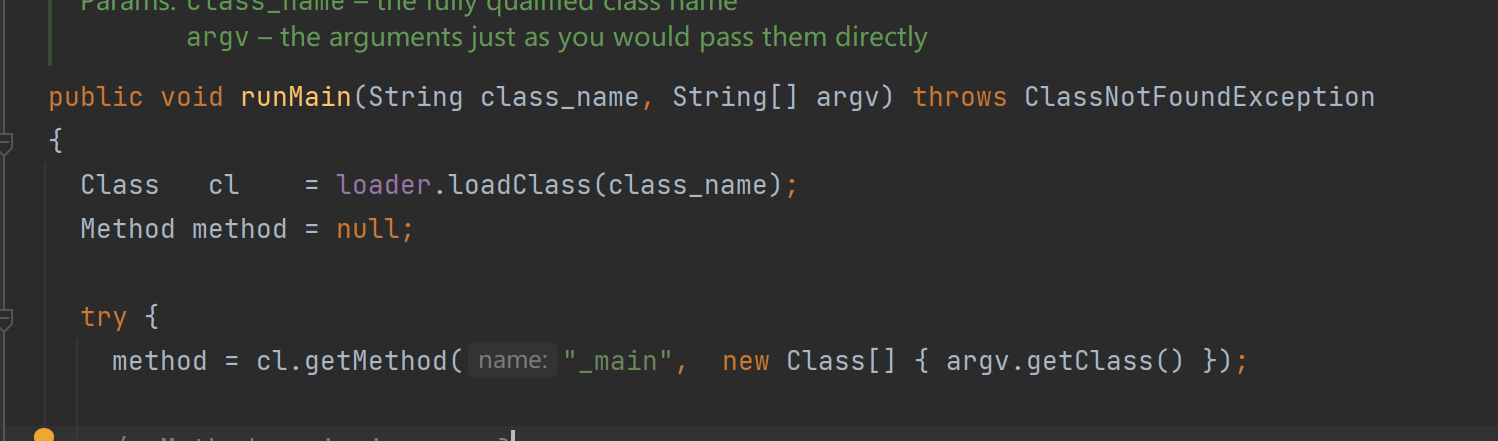 Params: class_name – the fully qualified class name
argv – the arguments just as you would pass them directly
public void runMain(String class_name, String[] argv) throws ClassNotFoundException
{
Class   cl    = loader.loadClass(class_name);
Method method = null;
try {
method = cl.getMethod( name: "_main",  new Class[] { argv.getClass() });